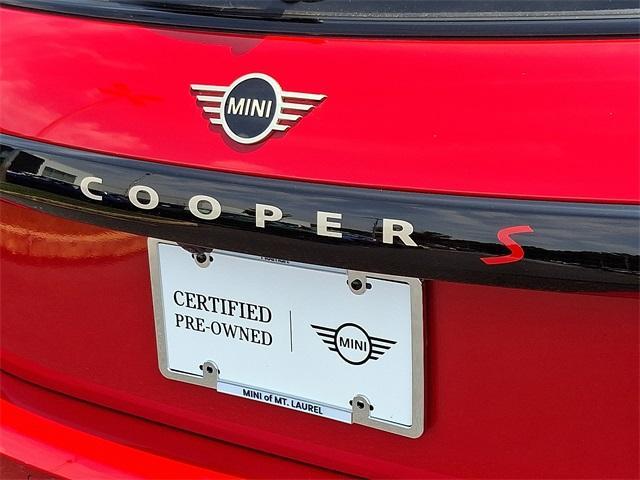 MINI
COOPER S
CERTIFIED
PRE-OWNED
MINI
MINI of MT. LAUREL